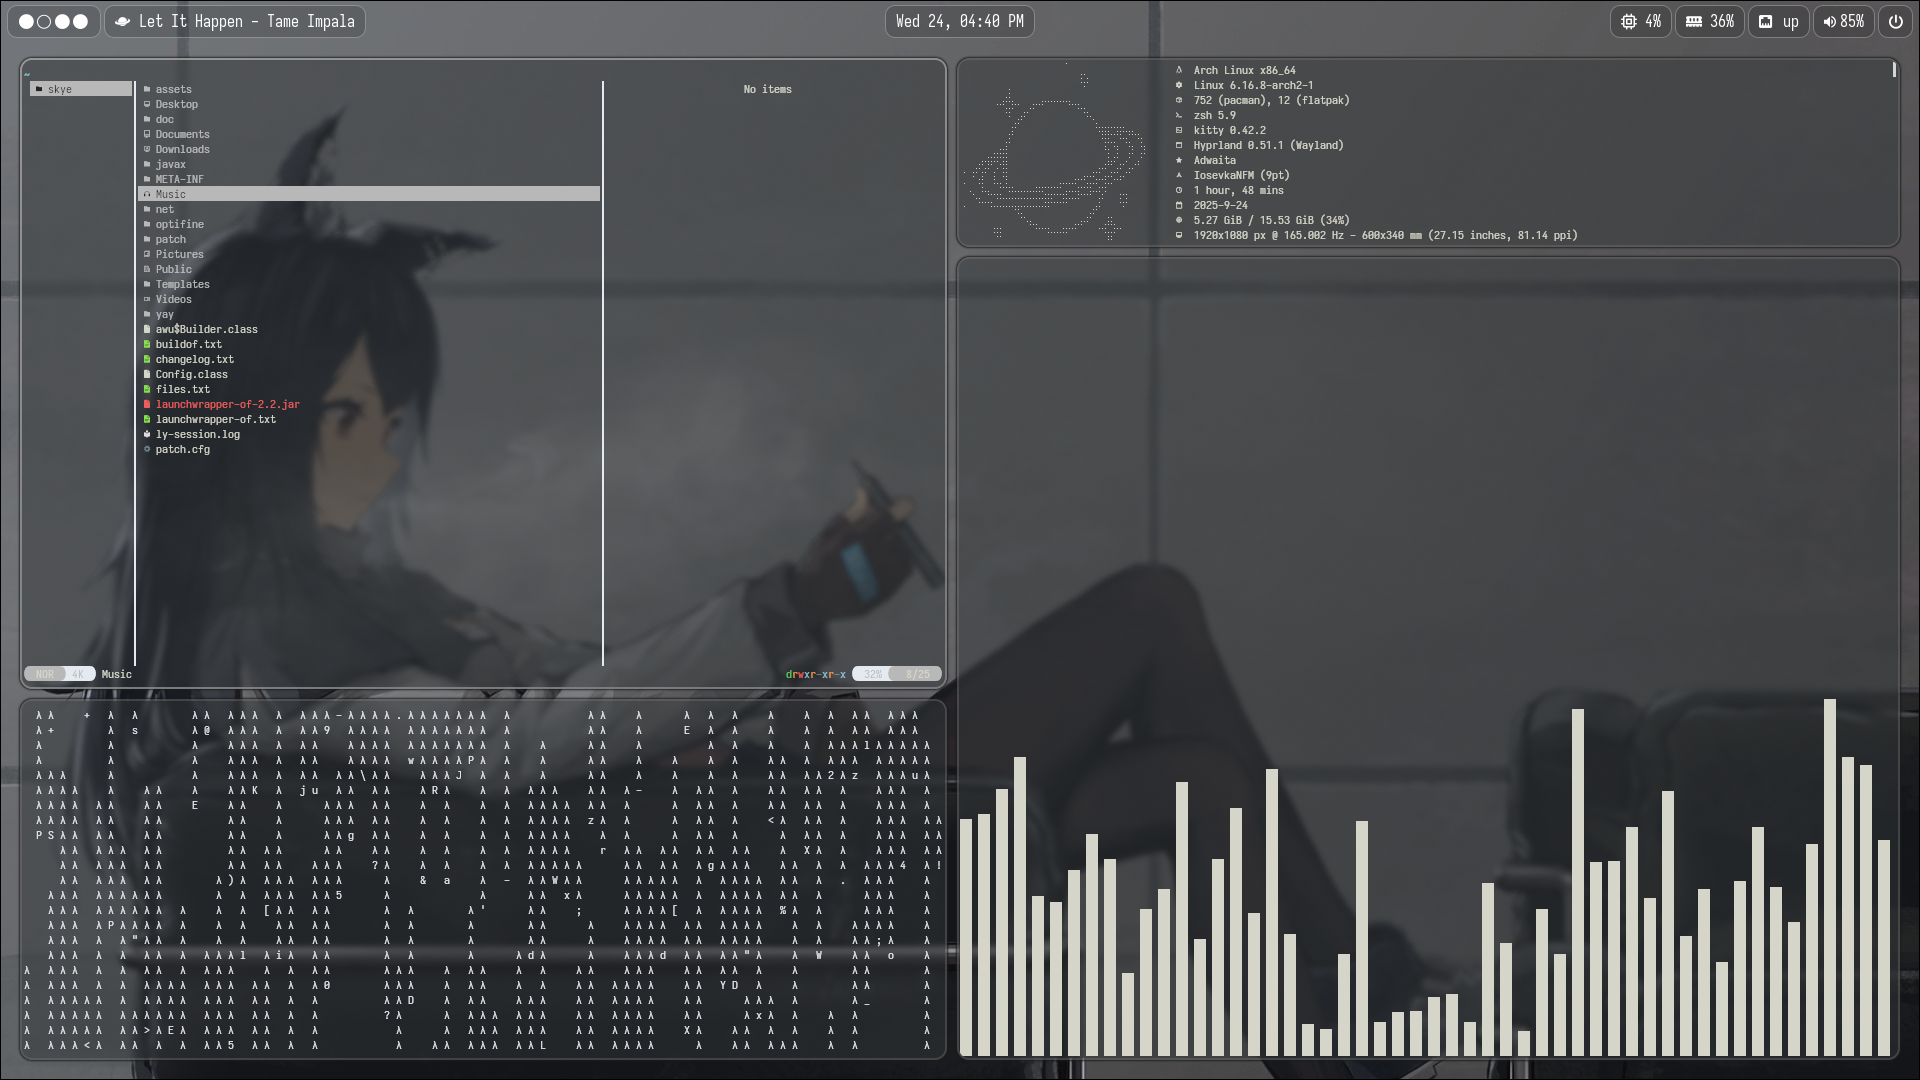 Let It Happen - Tame Impala
Wed 24, 04:40 PM
4%
36%
up
85%
~
skye
assets
Desktop
doc
Documents
Downloads
javax
META-INF
Music
net
optifine
patch
Pictures
Public
Templates
Videos
yay
awu$Builder.class
buildof.txt
changelog.txt
Config.class
files.txt
launchwrapper-of-2.2.jar
launchwrapper-of.txt
ly-session.log
patch.cfg
No items
NOR 4K Music
drwxr-xr-x 32% 8/25
Arch Linux x86_64
Linux 6.16.8-arch2-1
752 (pacman), 12 (flatpak)
zsh 5.9
kitty 0.42.2
Hyprland 0.51.1 (Wayland)
Adwaita
IosevkaNFM (9pt)
1 hour, 48 mins
2025-9-24
5.27 GiB / 15.53 GiB (34%)
1920x1080 px @ 165.002 Hz - 600x340 mm (27.15 inches, 81.14 ppi)